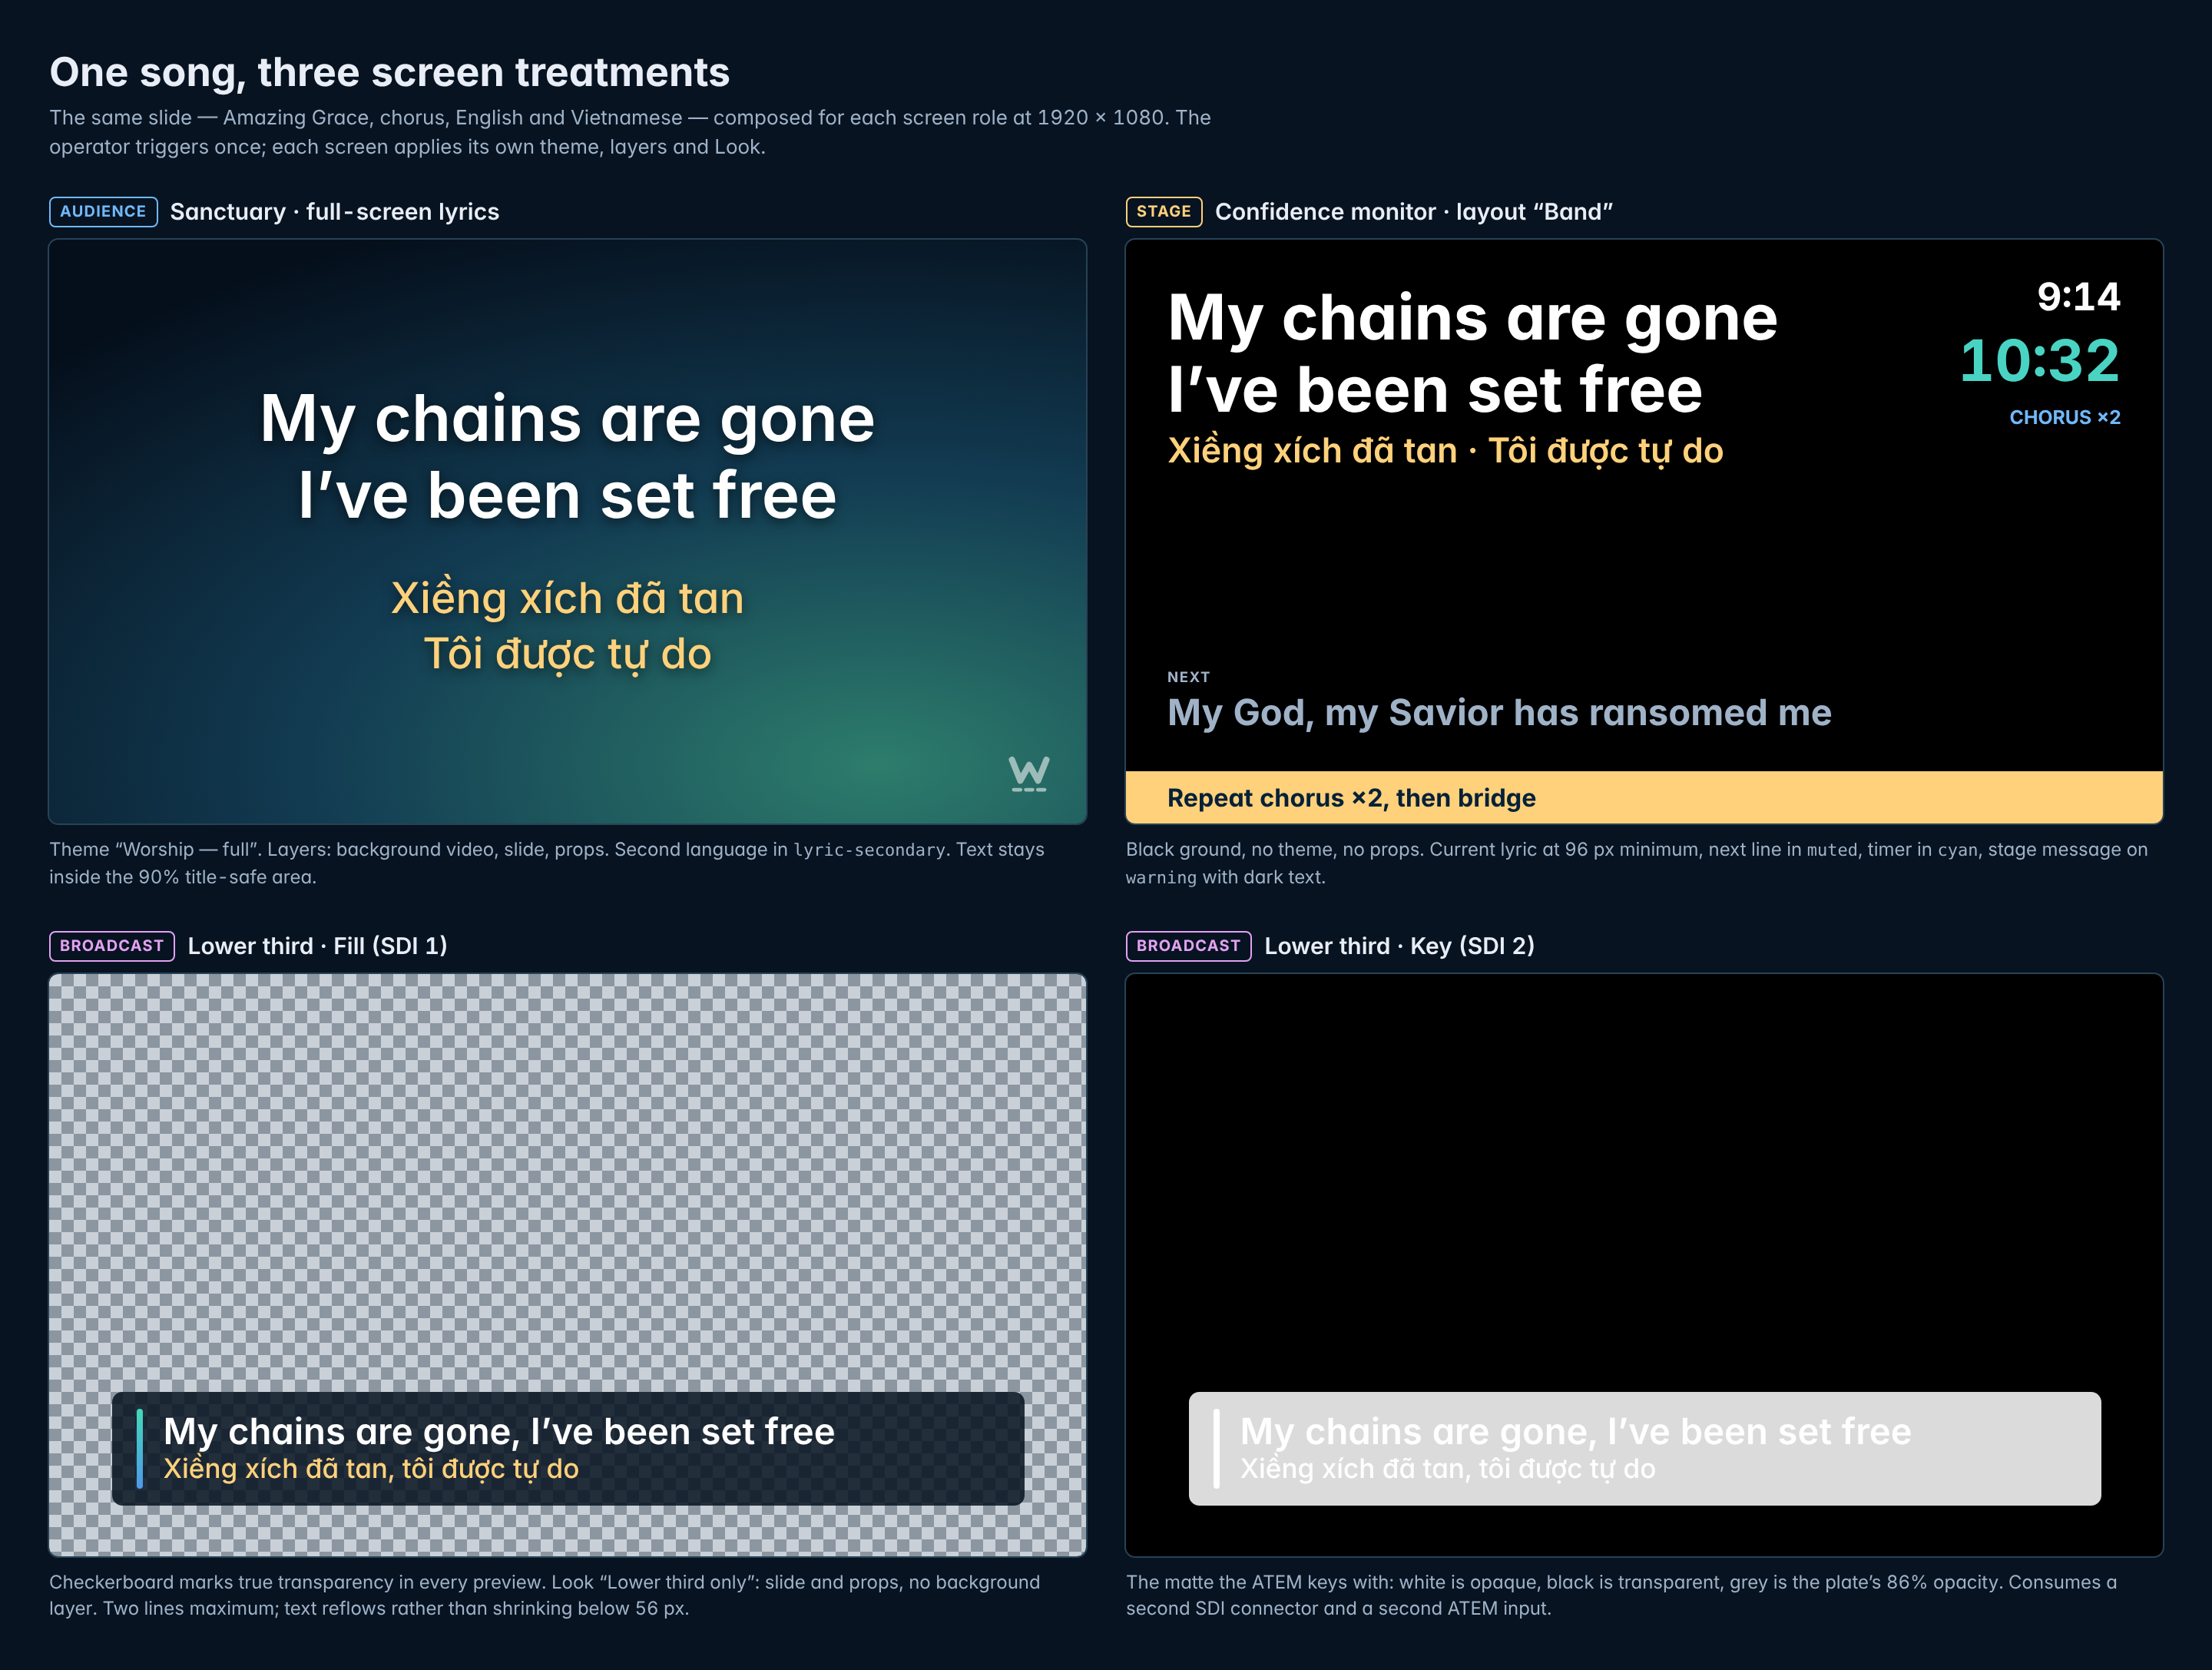 One song, three screen treatments
The same slide — Amazing Grace, chorus, English and Vietnamese — composed for each screen role at 1920 × 1080. The
operator triggers once; each screen applies its own theme, layers and Look.
AUDIENCE Sanctuary · full-screen lyrics
My chains are gone
I’ve been set free
Xiềng xích đã tan
Tôi được tự do
W
Theme “Worship — full”. Layers: background video, slide, props. Second language in lyric-secondary. Text stays
inside the 90% title-safe area.
STAGE Confidence monitor · layout “Band”
My chains are gone
I’ve been set free
Xiềng xích đã tan · Tôi được tự do
9:14
10:32
CHORUS ×2
NEXT
My God, my Savior has ransomed me
Repeat chorus ×2, then bridge
Black ground, no theme, no props. Current lyric at 96 px minimum, next line in muted, timer in cyan, stage message on
warning with dark text.
BROADCAST Lower third · Fill (SDI 1)
My chains are gone, I’ve been set free
Xiềng xích đã tan, tôi được tự do
Checkerboard marks true transparency in every preview. Look “Lower third only”: slide and props, no background
layer. Two lines maximum; text reflows rather than shrinking below 56 px.
BROADCAST Lower third · Key (SDI 2)
My chains are gone, I’ve been set free
Xiềng xích đã tan, tôi được tự do
The matte the ATEM keys with: white is opaque, black is transparent, grey is the plate’s 86% opacity. Consumes a
second SDI connector and a second ATEM input.